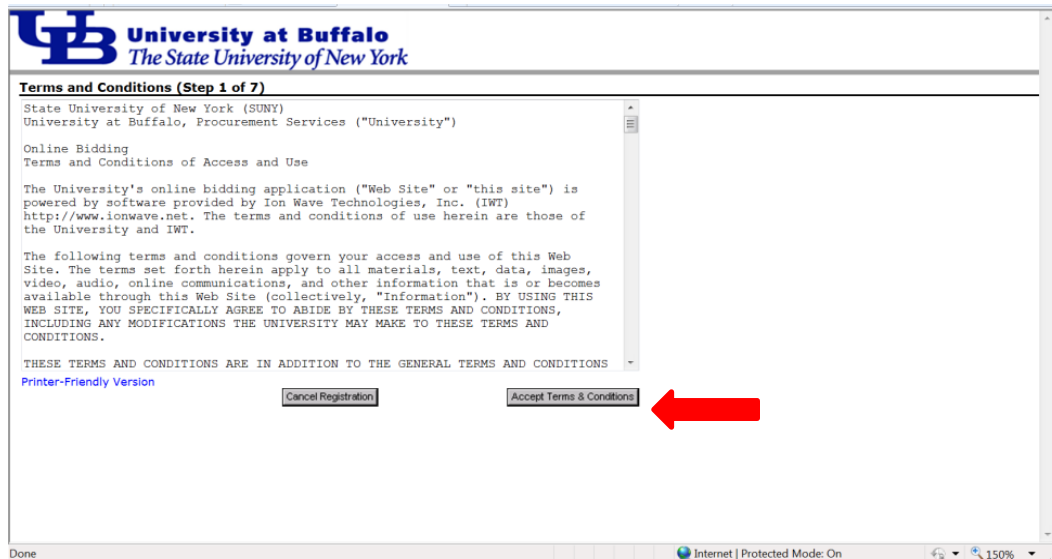 UB University at Buffalo
The State University of New York
Terms and Conditions (Step 1 of 7)
State University of New York (SUNY)
University at Buffalo, Procurement Services ("University")
Online Bidding
Terms and Conditions of Access and Use
The University's online bidding application ("Web Site" or "this site") is
powered by software provided by Ion Wave Technologies, Inc. (IWT)
http://www.ionwave.net. The terms and conditions of use herein are those of
the University and IWT.
The following terms and conditions govern your access and use of this Web
Site. The terms set forth herein apply to all materials, text, data, images,
video, audio, online communications, and other information that is or becomes
available through this Web Site (collectively, "Information"). BY USING THIS
WEB SITE, YOU SPECIFICALLY AGREE TO ABIDE BY THESE TERMS AND CONDITIONS,
INCLUDING ANY MODIFICATIONS THE UNIVERSITY MAY MAKE TO THESE TERMS AND
CONDITIONS.
THESE TERMS AND CONDITIONS ARE IN ADDITION TO THE GENERAL TERMS AND CONDITIONS
Printer-Friendly Version
Cancel Registration Accept Terms & Conditions
Done Internet | Protected Mode: On 150%